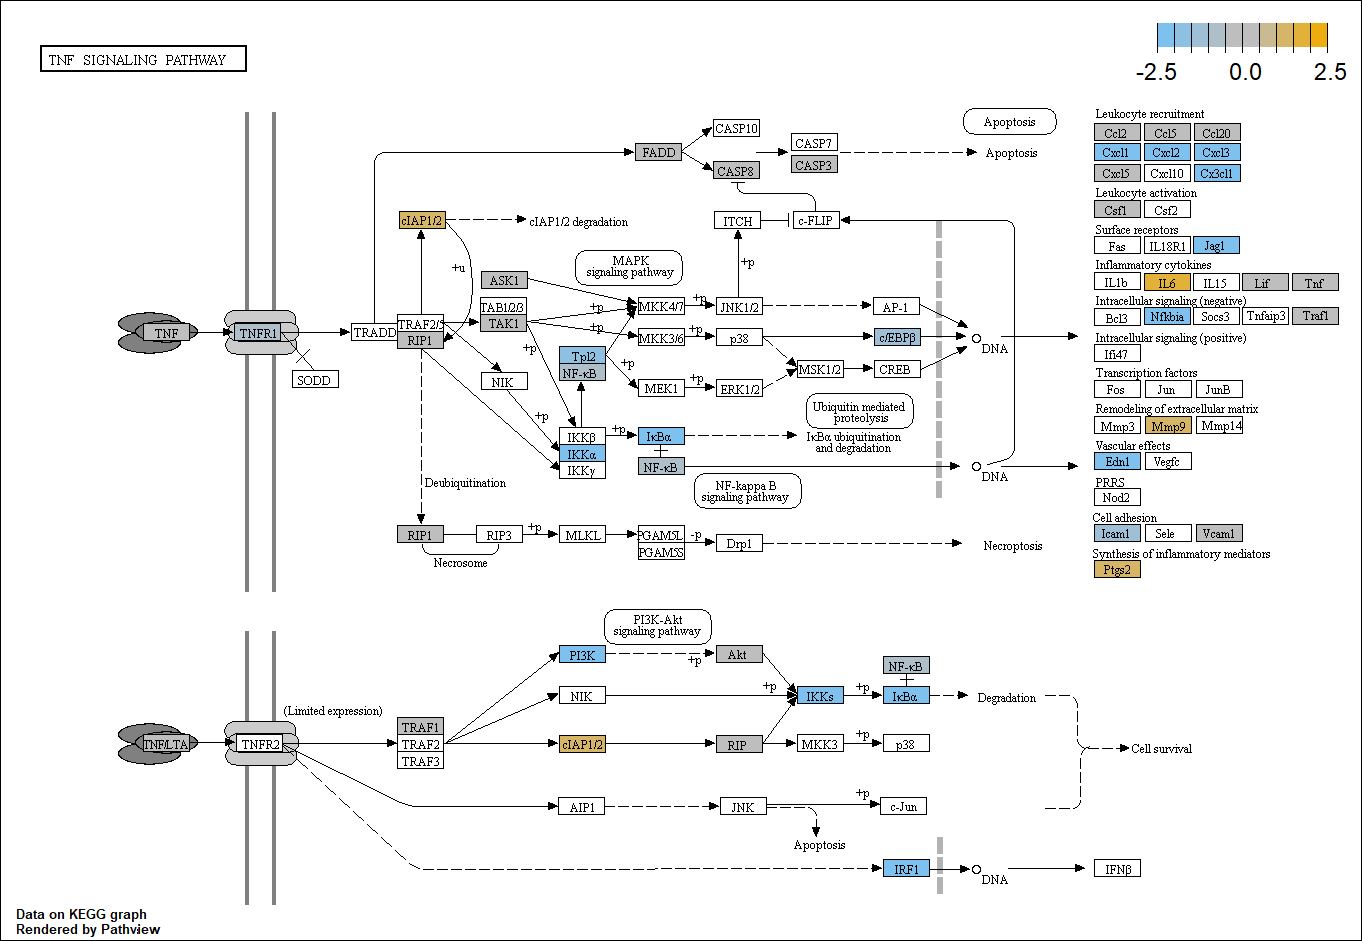 TNF SIGNALING PATHWAY
-2.5 0.0 2.5
Leukocyte recruitment
Ccl2 Ccl5 Ccl20
Cxcl1 Cxcl2 Cxcl3
Cxcl5 Cxcl10 Cx3cl1
Leukocyte activation
Csf1 Csf2
Surface receptors
Fas IL18R1 Jag1
Inflammatory cytokines
IL1b IL6 IL15 Lif Tnf
Intracellular signaling (negative)
Bcl3 Nfkbia Socs3 Tnfaip3 Traf1
Intracellular signaling (positive)
Ifi47
Transcription factors
Fos Jun JunB
Remodeling of extracellular matrix
Mmp3 Mmp9 Mmp14
Vascular effects
Edn1 Vegfc
PRRS
Nod2
Cell adhesion
Icam1 Sele Vcam1
Synthesis of inflammatory mediators
Ptgs2
CASP10
Apoptosis
FADD
CASP7
Apoptosis
CASP8
CASP3
cIAP1/2
cIAP1/2 degradation
ITCH
c-FLIP
+u
MAPK
signaling pathway
+p
ASK1
TAB1/2/3
TAK1
+p
+p
+p
MKK4/7
+p
JNK1/2
AP-1
TNF
TNFR1
TRADD
TRAF2/5
RIP1
MKK3/6
+p
p38
c/EBPβ
DNA
SODD
NIK
Tpl2
NF-κB
+p
MEK1
+p
ERK1/2
MSK1/2
CREB
+p
Ubiquitin mediated
proteolysis
IKKβ
IKKα
IKKγ
+p
IκBα
NF-κB
IκBα ubiquitination
and degradation
DNA
Deubiquitination
NF-kappa B
signaling pathway
RIP1
RIP3
+p
MLKL
PGAM5L
PGAM5S
-p
Drp1
Necroptosis
Necrosome
PI3K-Akt
signaling pathway
PI3K
+p
Akt
NF-κB
NIK
+p
IKKs
+p
IκBα
Degradation
(Limited expression)
TNF/LTA
TNFR2
TRAF1
TRAF2
TRAF3
cIAP1/2
RIP
MKK3
+p
p38
Cell survival
AIP1
JNK
+p
c-Jun
Apoptosis
IRF1
DNA
IFNβ
Data on KEGG graph
Rendered by Pathview